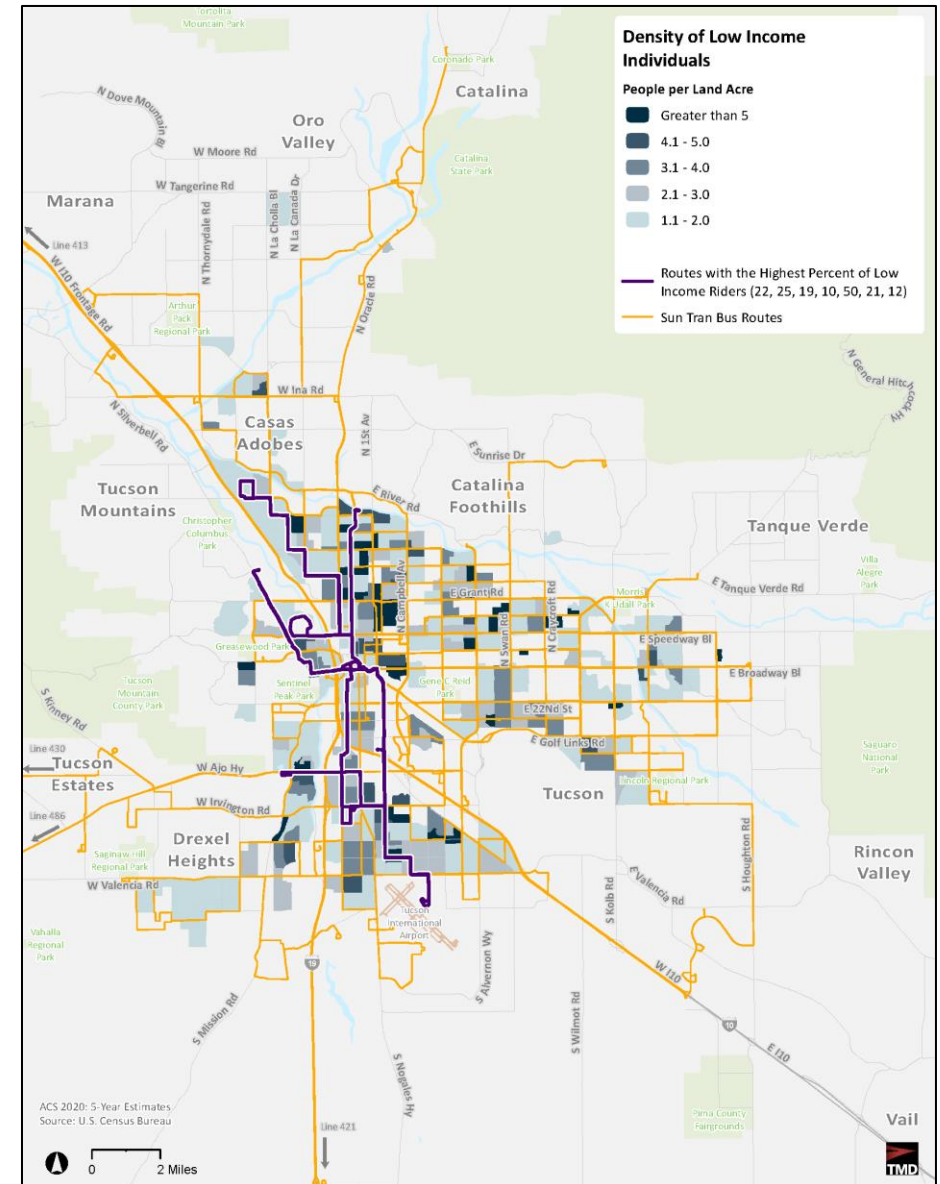 Tortolita
Mountain Park
Coronado Park
Catalina
N Dove Mountain Bl
Oro
Valley
W Moore Rd
Catalina
State Park
W Tangerine Rd
Marana
N Thornydale Rd
N La Cholla Bl
N La Canada Dr
Line 413
W I10 Frontage Rd
N Oracle Rd
Arthur
Pack
Regional Park
N General Hitchcock Hy
W Ina Rd
N Silverbell Rd
Casas
Adobes
N 1St Av
E Sunrise Dr
Tucson
Mountains
E River Rd
Catalina
Foothills
Christopher
Columbus
Park
Tanque Verde
Villa
Alegre
Park
N Campbell Av
E Grant Rd
N Swan Rd
N Craycroft Rd
Morris
K Udall Park
E Tanque Verde Rd
Greasewood Park
E Speedway Bl
E Broadway Bl
Tucson
Mountain
County Park
Sentinel
Peak Park
Gene C Reid
Park
S Kinney Rd
E 22Nd St
E Golf Links Rd
Saguaro
National
Park
Line 430
Tucson
Estates
W Ajo Hy
Lincoln Regional Park
Tucson
W Irvington Rd
Line 486
Drexel
Heights
S Houghton Rd
Saginaw Hill
Regional Park
Rincon
Valley
W Valencia Rd
E Valencia Rd
S Kolb Rd
Tucson
International
Airport
Vahalla
Regional
Park
S Alvernon Wy
19
W I10
S Mission Rd
S Wilmot Rd
10
E I10
S Nogales Hy
Pima County
Fairgrounds
Vail
Line 421
Density of Low Income
Individuals
People per Land Acre
Greater than 5
4.1 - 5.0
3.1 - 4.0
2.1 - 3.0
1.1 - 2.0
Routes with the Highest Percent of Low
Income Riders (22, 25, 19, 10, 50, 21, 12)
Sun Tran Bus Routes
ACS 2020: 5-Year Estimates
Source: U.S. Census Bureau
0 2 Miles
TMD